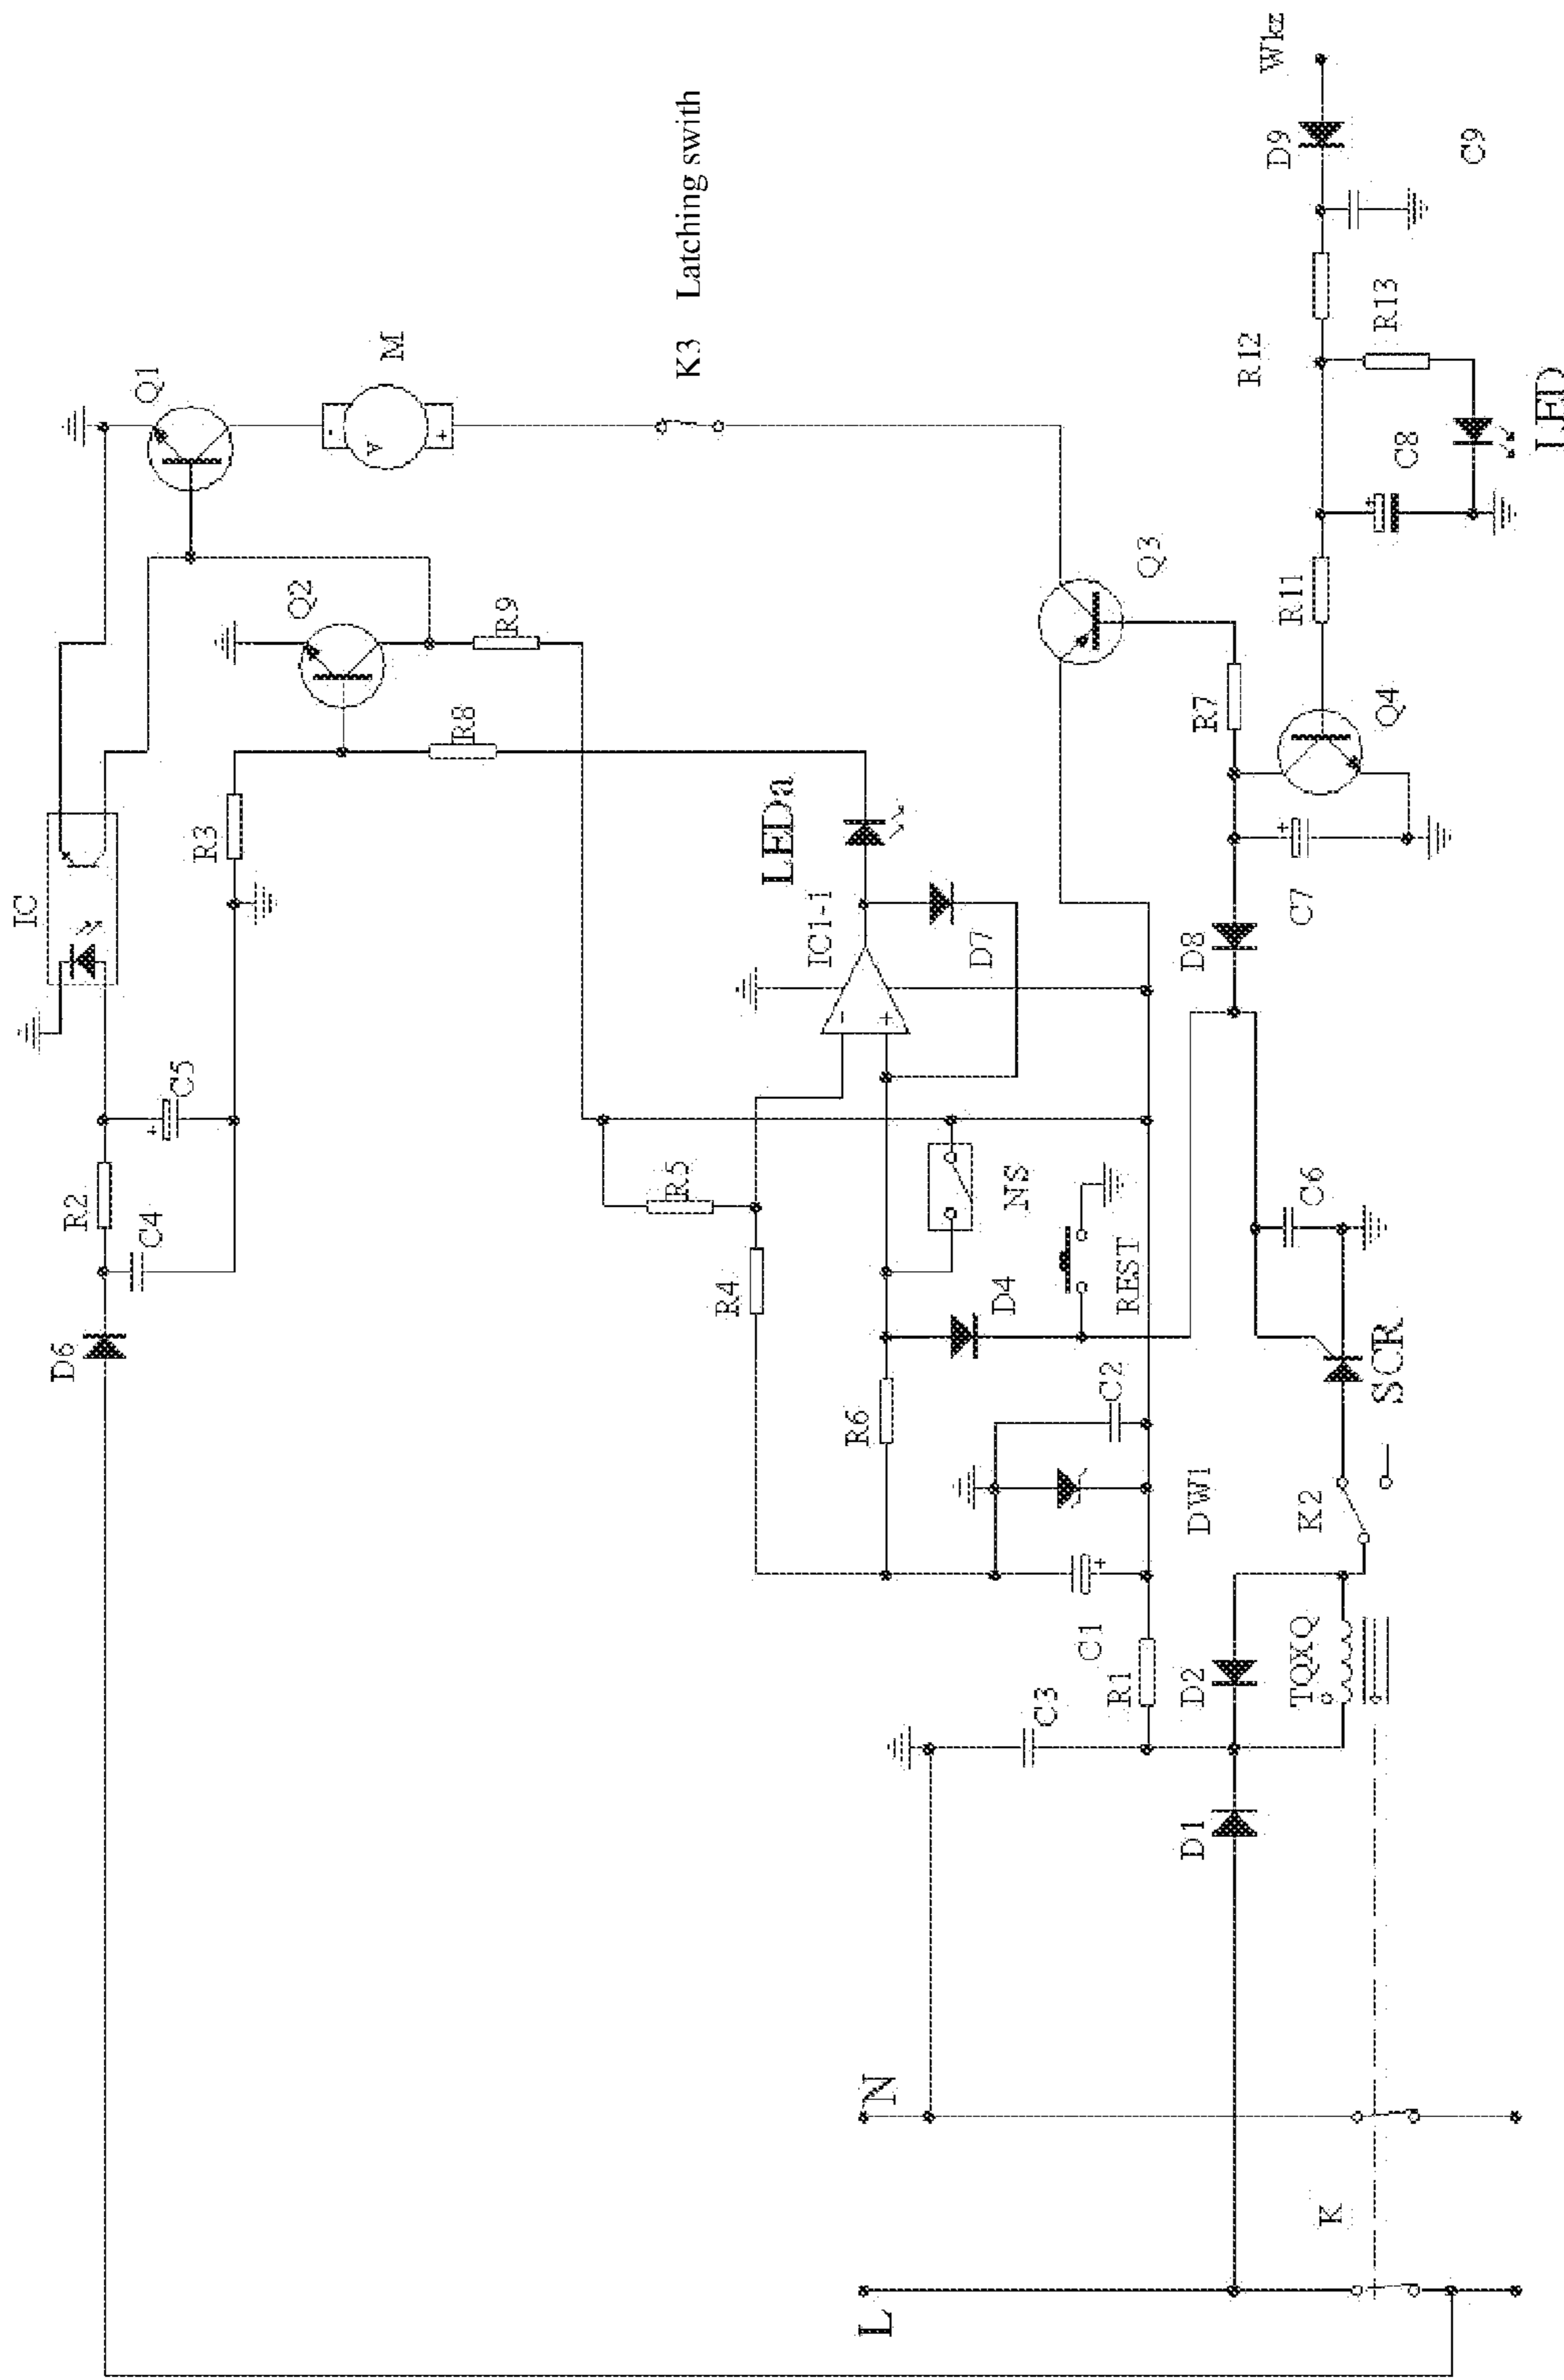 Wkz
D9
C9
Q1
M
K3 Latching swith
R12
R13
C8
LED
Q2
R9
Q3
R11
IC
R3
R8
LEDa
R7
Q4
IC1-1
D7
D8
C7
C5
R2
C4
R5
NS
C6
D6
R4
D4
REST
SCR
R6
C2
DW1
K2
C1
R1
C3
D2
TQXQ
D1
N
K
L
A
-
+
-
+
+
+
+
+